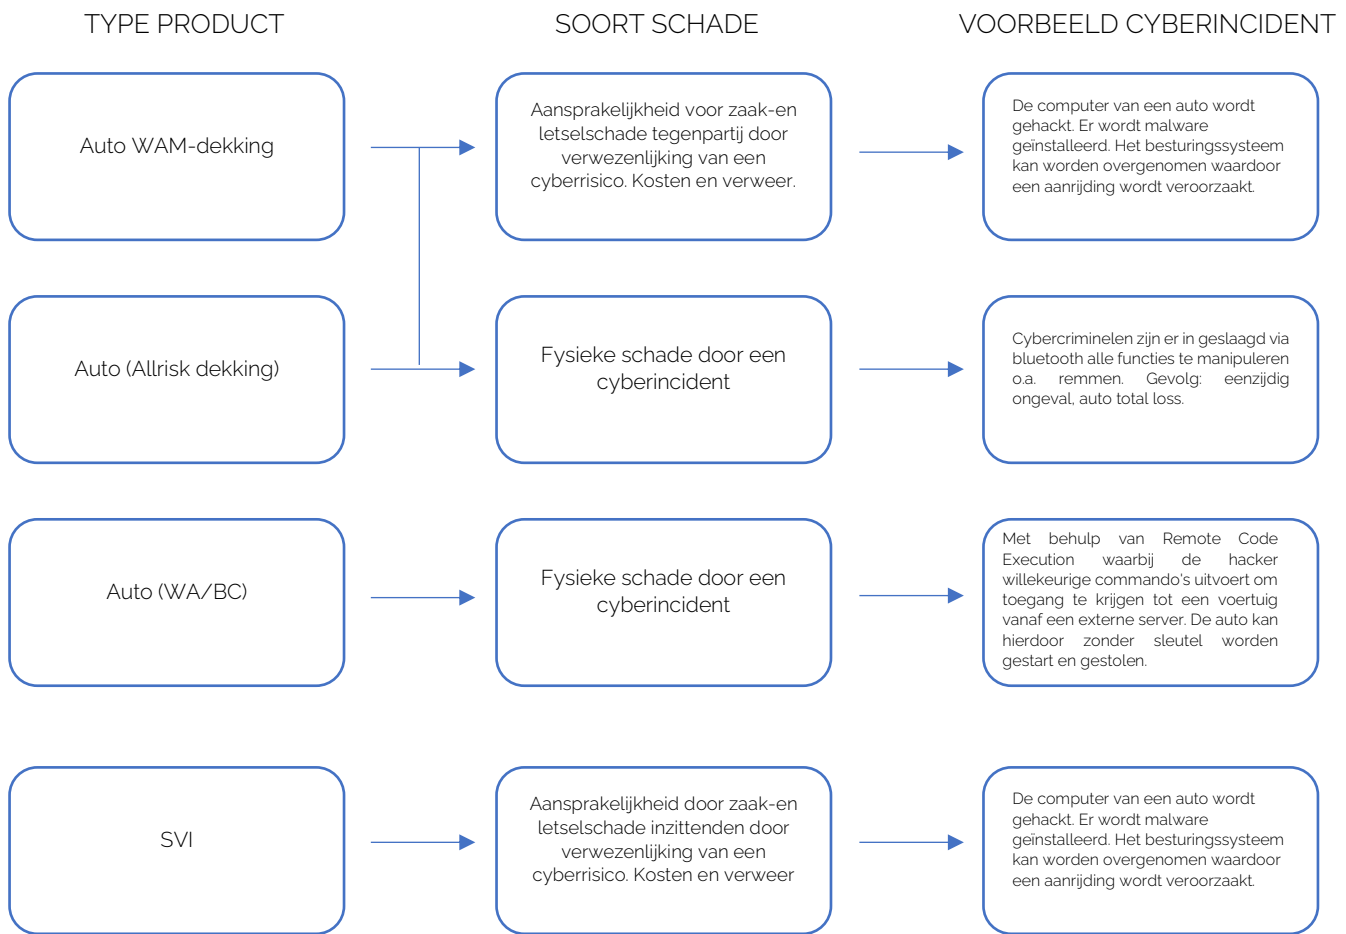 TYPE PRODUCT
SOORT SCHADE
VOORBEELD CYBERINCIDENT
Auto WAM-dekking
Aansprakelijkheid voor zaak-en
letselschade tegenpartij door
verwezenlijking van een
cyberrisico. Kosten en verweer.
De computer van een auto wordt
gehackt. Er wordt malware
geïnstalleerd. Het besturingssysteem
kan worden overgenomen waardoor
een aanrijding wordt veroorzaakt.
Auto (Allrisk dekking)
Fysieke schade door een
cyberincident
Cybercriminelen zijn er in geslaagd via
bluetooth alle functies te manipuleren
o.a. remmen. Gevolg: eenzijdig
ongeval, auto total loss.
Auto (WA/BC)
Fysieke schade door een
cyberincident
Met behulp van Remote Code
Execution waarbij de hacker
willekeurige commando's uitvoert om
toegang te krijgen tot een voertuig
vanaf een externe server. De auto kan
hierdoor zonder sleutel worden
gestart en gestolen.
SVI
Aansprakelijkheid door zaak-en
letselschade inzittenden door
verwezenlijking van een
cyberrisico. Kosten en verweer
De computer van een auto wordt
gehackt. Er wordt malware
geïnstalleerd. Het besturingssysteem
kan worden overgenomen waardoor
een aanrijding wordt veroorzaakt.